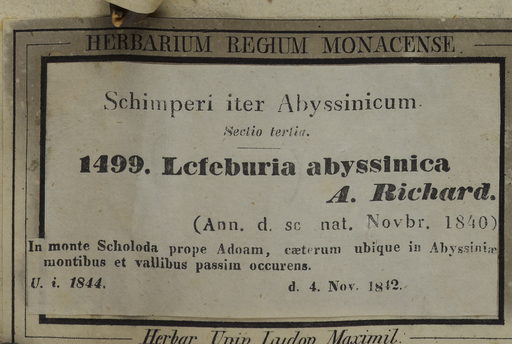 HERBARIUM REGIUM MONACENSE.
Schimperi iter Abyssinicum.
Sectio tertia.
1499. Lefeburia abyssinica
A. Richard.
(Ann. d. sc nat. Novbr. 1840)
In monte Scholoda prope Adoam, cæterum ubique in Abyssiniæ
montibus et vallibus passim occurens.
U. i. 1844. d. 4. Nov. 1842.
Herbar. Univ. Ludov. Maximil.